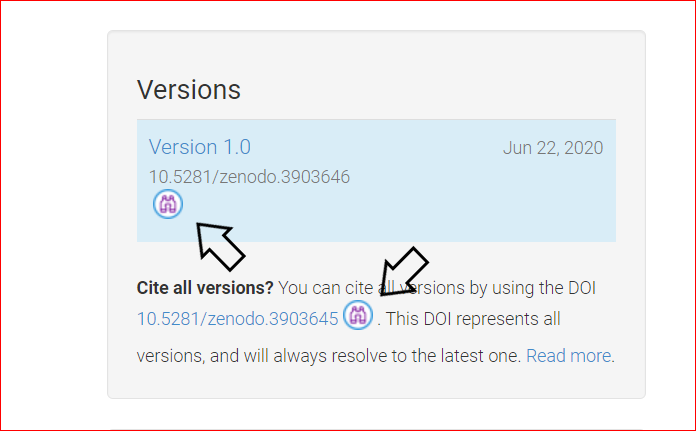 Versions
Version 1.0 Jun 22, 2020
10.5281/zenodo.3903646
Cite all versions? You can cite all versions by using the DOI
10.5281/zenodo.3903645 . This DOI represents all
versions, and will always resolve to the latest one. Read more.